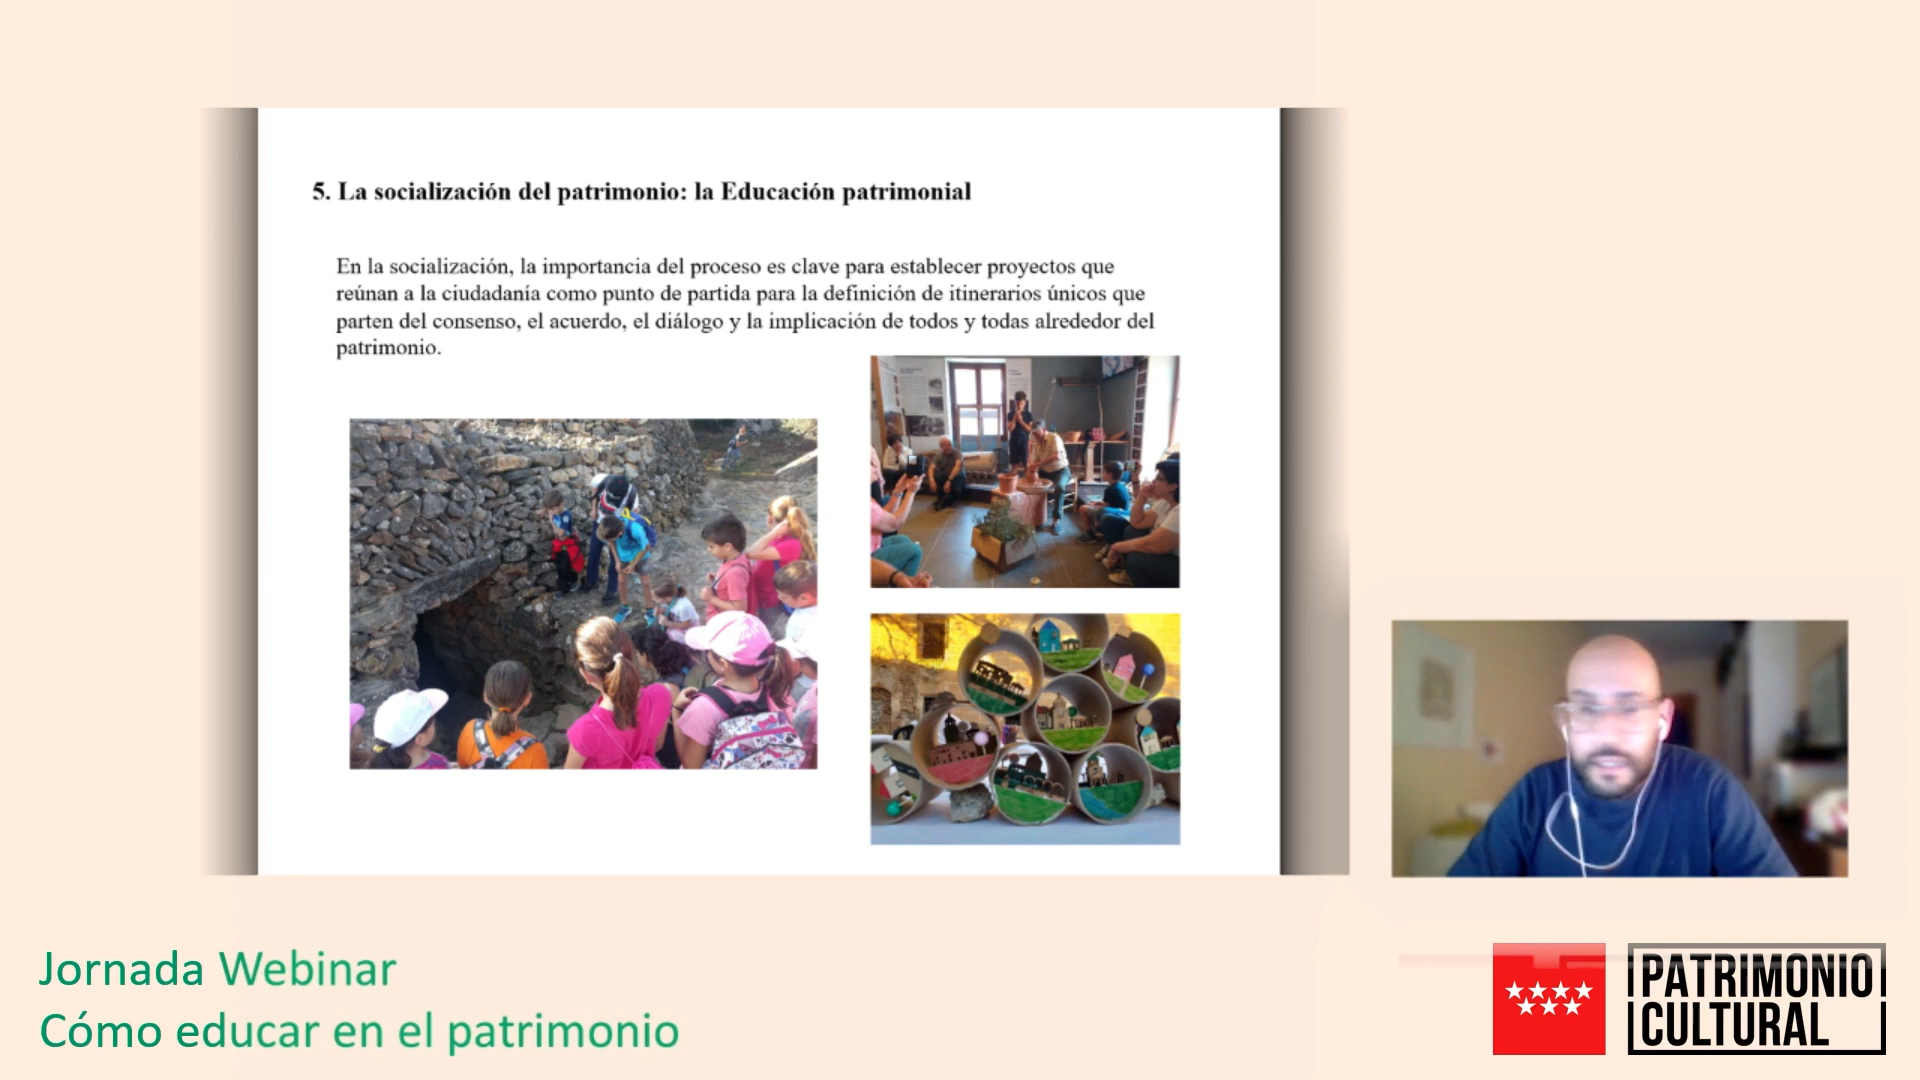 5. La socialización del patrimonio: la Educación patrimonial
En la socialización, la importancia del proceso es clave para establecer proyectos que
reúnan a la ciudadanía como punto de partida para la definición de itinerarios únicos que
parten del consenso, el acuerdo, el diálogo y la implicación de todos y todas alrededor del
patrimonio.
Jornada Webinar
Cómo educar en el patrimonio
PATRIMONIO
CULTURAL